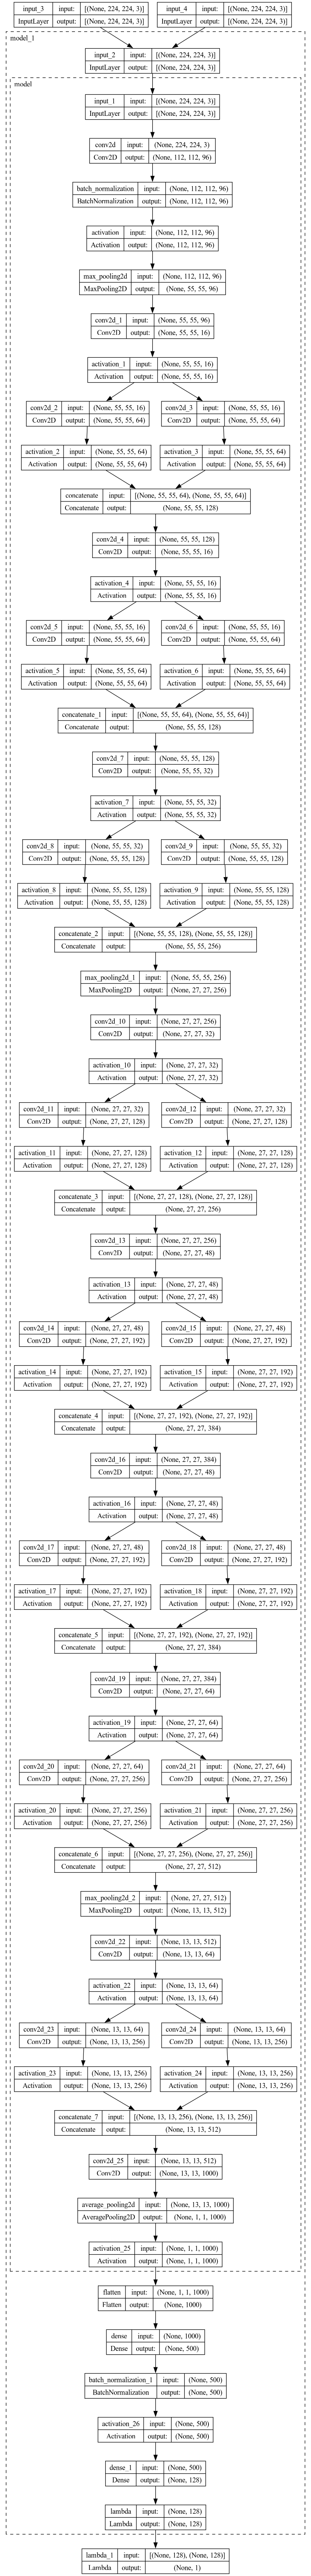 input_3 input: [(None, 224, 224, 3)] input_4 input: [(None, 224, 224, 3)]
InputLayer output: [(None, 224, 224, 3)] InputLayer output: [(None, 224, 224, 3)]
model_1
input_2 input: [(None, 224, 224, 3)]
InputLayer output: [(None, 224, 224, 3)]
model
input_1 input: [(None, 224, 224, 3)]
InputLayer output: [(None, 224, 224, 3)]
conv2d input: (None, 224, 224, 3)
Conv2D output: (None, 112, 112, 96)
batch_normalization input: (None, 112, 112, 96)
BatchNormalization output: (None, 112, 112, 96)
activation input: (None, 112, 112, 96)
Activation output: (None, 112, 112, 96)
max_pooling2d input: (None, 112, 112, 96)
MaxPooling2D output: (None, 55, 55, 96)
conv2d_1 input: (None, 55, 55, 96)
Conv2D output: (None, 55, 55, 16)
activation_1 input: (None, 55, 55, 16)
Activation output: (None, 55, 55, 16)
conv2d_2 input: (None, 55, 55, 16) conv2d_3 input: (None, 55, 55, 16)
Conv2D output: (None, 55, 55, 64) Conv2D output: (None, 55, 55, 64)
activation_2 input: (None, 55, 55, 64) activation_3 input: (None, 55, 55, 64)
Activation output: (None, 55, 55, 64) Activation output: (None, 55, 55, 64)
concatenate input: [(None, 55, 55, 64), (None, 55, 55, 64)]
Concatenate output: (None, 55, 55, 128)
conv2d_4 input: (None, 55, 55, 128)
Conv2D output: (None, 55, 55, 16)
activation_4 input: (None, 55, 55, 16)
Activation output: (None, 55, 55, 16)
conv2d_5 input: (None, 55, 55, 16) conv2d_6 input: (None, 55, 55, 16)
Conv2D output: (None, 55, 55, 64) Conv2D output: (None, 55, 55, 64)
activation_5 input: (None, 55, 55, 64) activation_6 input: (None, 55, 55, 64)
Activation output: (None, 55, 55, 64) Activation output: (None, 55, 55, 64)
concatenate_1 input: [(None, 55, 55, 64), (None, 55, 55, 64)]
Concatenate output: (None, 55, 55, 128)
conv2d_7 input: (None, 55, 55, 128)
Conv2D output: (None, 55, 55, 32)
activation_7 input: (None, 55, 55, 32)
Activation output: (None, 55, 55, 32)
conv2d_8 input: (None, 55, 55, 32) conv2d_9 input: (None, 55, 55, 32)
Conv2D output: (None, 55, 55, 128) Conv2D output: (None, 55, 55, 128)
activation_8 input: (None, 55, 55, 128) activation_9 input: (None, 55, 55, 128)
Activation output: (None, 55, 55, 128) Activation output: (None, 55, 55, 128)
concatenate_2 input: [(None, 55, 55, 128), (None, 55, 55, 128)]
Concatenate output: (None, 55, 55, 256)
max_pooling2d_1 input: (None, 55, 55, 256)
MaxPooling2D output: (None, 27, 27, 256)
conv2d_10 input: (None, 27, 27, 256)
Conv2D output: (None, 27, 27, 32)
activation_10 input: (None, 27, 27, 32)
Activation output: (None, 27, 27, 32)
conv2d_11 input: (None, 27, 27, 32) conv2d_12 input: (None, 27, 27, 32)
Conv2D output: (None, 27, 27, 128) Conv2D output: (None, 27, 27, 128)
activation_11 input: (None, 27, 27, 128) activation_12 input: (None, 27, 27, 128)
Activation output: (None, 27, 27, 128) Activation output: (None, 27, 27, 128)
concatenate_3 input: [(None, 27, 27, 128), (None, 27, 27, 128)]
Concatenate output: (None, 27, 27, 256)
conv2d_13 input: (None, 27, 27, 256)
Conv2D output: (None, 27, 27, 48)
activation_13 input: (None, 27, 27, 48)
Activation output: (None, 27, 27, 48)
conv2d_14 input: (None, 27, 27, 48) conv2d_15 input: (None, 27, 27, 48)
Conv2D output: (None, 27, 27, 192) Conv2D output: (None, 27, 27, 192)
activation_14 input: (None, 27, 27, 192) activation_15 input: (None, 27, 27, 192)
Activation output: (None, 27, 27, 192) Activation output: (None, 27, 27, 192)
concatenate_4 input: [(None, 27, 27, 192), (None, 27, 27, 192)]
Concatenate output: (None, 27, 27, 384)
conv2d_16 input: (None, 27, 27, 384)
Conv2D output: (None, 27, 27, 48)
activation_16 input: (None, 27, 27, 48)
Activation output: (None, 27, 27, 48)
conv2d_17 input: (None, 27, 27, 48) conv2d_18 input: (None, 27, 27, 48)
Conv2D output: (None, 27, 27, 192) Conv2D output: (None, 27, 27, 192)
activation_17 input: (None, 27, 27, 192) activation_18 input: (None, 27, 27, 192)
Activation output: (None, 27, 27, 192) Activation output: (None, 27, 27, 192)
concatenate_5 input: [(None, 27, 27, 192), (None, 27, 27, 192)]
Concatenate output: (None, 27, 27, 384)
conv2d_19 input: (None, 27, 27, 384)
Conv2D output: (None, 27, 27, 64)
activation_19 input: (None, 27, 27, 64)
Activation output: (None, 27, 27, 64)
conv2d_20 input: (None, 27, 27, 64) conv2d_21 input: (None, 27, 27, 64)
Conv2D output: (None, 27, 27, 256) Conv2D output: (None, 27, 27, 256)
activation_20 input: (None, 27, 27, 256) activation_21 input: (None, 27, 27, 256)
Activation output: (None, 27, 27, 256) Activation output: (None, 27, 27, 256)
concatenate_6 input: [(None, 27, 27, 256), (None, 27, 27, 256)]
Concatenate output: (None, 27, 27, 512)
max_pooling2d_2 input: (None, 27, 27, 512)
MaxPooling2D output: (None, 13, 13, 512)
conv2d_22 input: (None, 13, 13, 512)
Conv2D output: (None, 13, 13, 64)
activation_22 input: (None, 13, 13, 64)
Activation output: (None, 13, 13, 64)
conv2d_23 input: (None, 13, 13, 64) conv2d_24 input: (None, 13, 13, 64)
Conv2D output: (None, 13, 13, 256) Conv2D output: (None, 13, 13, 256)
activation_23 input: (None, 13, 13, 256) activation_24 input: (None, 13, 13, 256)
Activation output: (None, 13, 13, 256) Activation output: (None, 13, 13, 256)
concatenate_7 input: [(None, 13, 13, 256), (None, 13, 13, 256)]
Concatenate output: (None, 13, 13, 512)
conv2d_25 input: (None, 13, 13, 512)
Conv2D output: (None, 13, 13, 1000)
average_pooling2d input: (None, 13, 13, 1000)
AveragePooling2D output: (None, 1, 1, 1000)
activation_25 input: (None, 1, 1, 1000)
Activation output: (None, 1, 1, 1000)
flatten input: (None, 1, 1, 1000)
Flatten output: (None, 1000)
dense input: (None, 1000)
Dense output: (None, 500)
batch_normalization_1 input: (None, 500)
BatchNormalization output: (None, 500)
activation_26 input: (None, 500)
Activation output: (None, 500)
dense_1 input: (None, 500)
Dense output: (None, 128)
lambda input: (None, 128)
Lambda output: (None, 128)
lambda_1 input: [(None, 128), (None, 128)]
Lambda output: (None, 1)